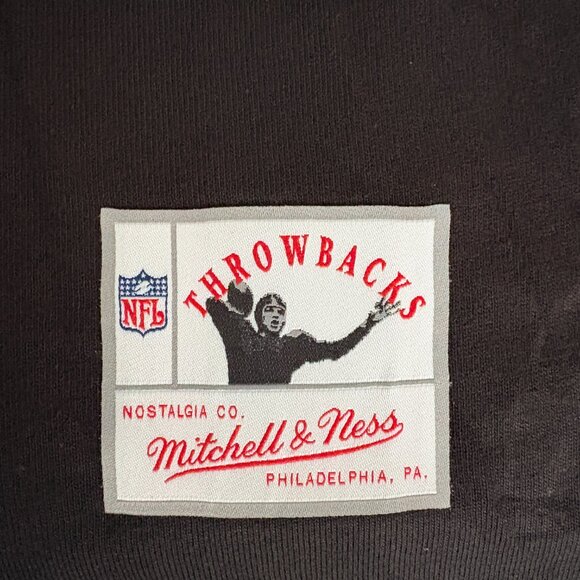 THROWBACKS
NFL
NOSTALGIA CO.
Mitchell & Ness
PHILADELPHIA, PA.